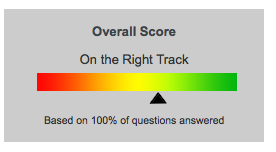 Overall Score
On the Right Track
Based on 100% of questions answered